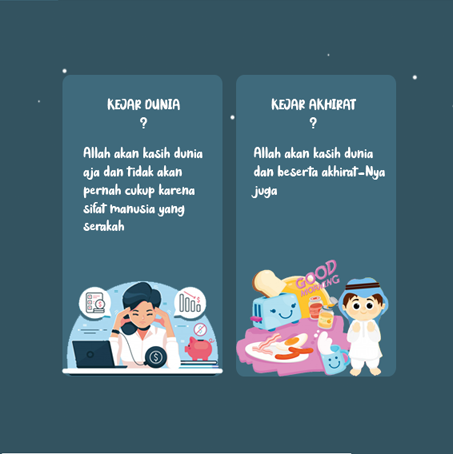 KEJAR DUNIA
?
Allah akan kasih dunia
aja dan tidak akan
pernah cukup karena
sifat manusia yang
serakah
KEJAR AKHIRAT
?
Allah akan kasih dunia
dan beserta akhirat-Nya
juga
GOOD
MORNING